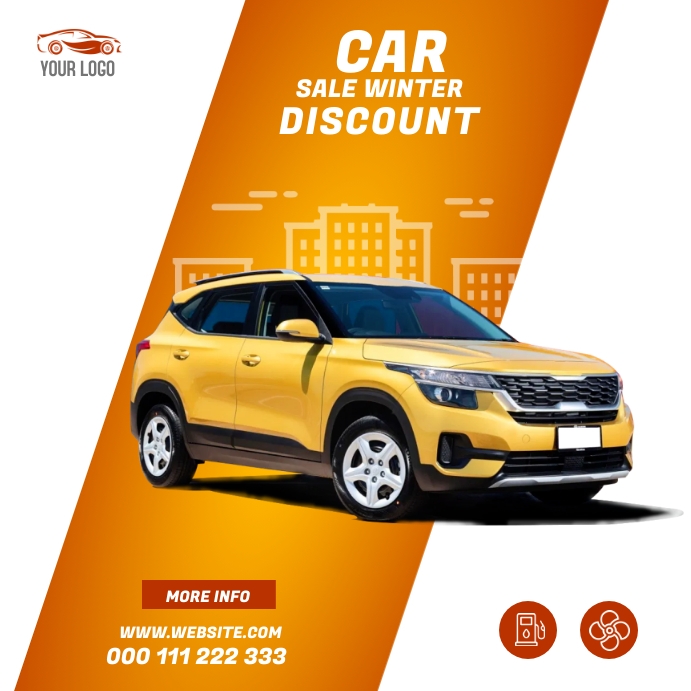 YOUR LOGO
CAR
SALE WINTER
DISCOUNT
MORE INFO
WWW.WEBSITE.COM
000 111 222 333